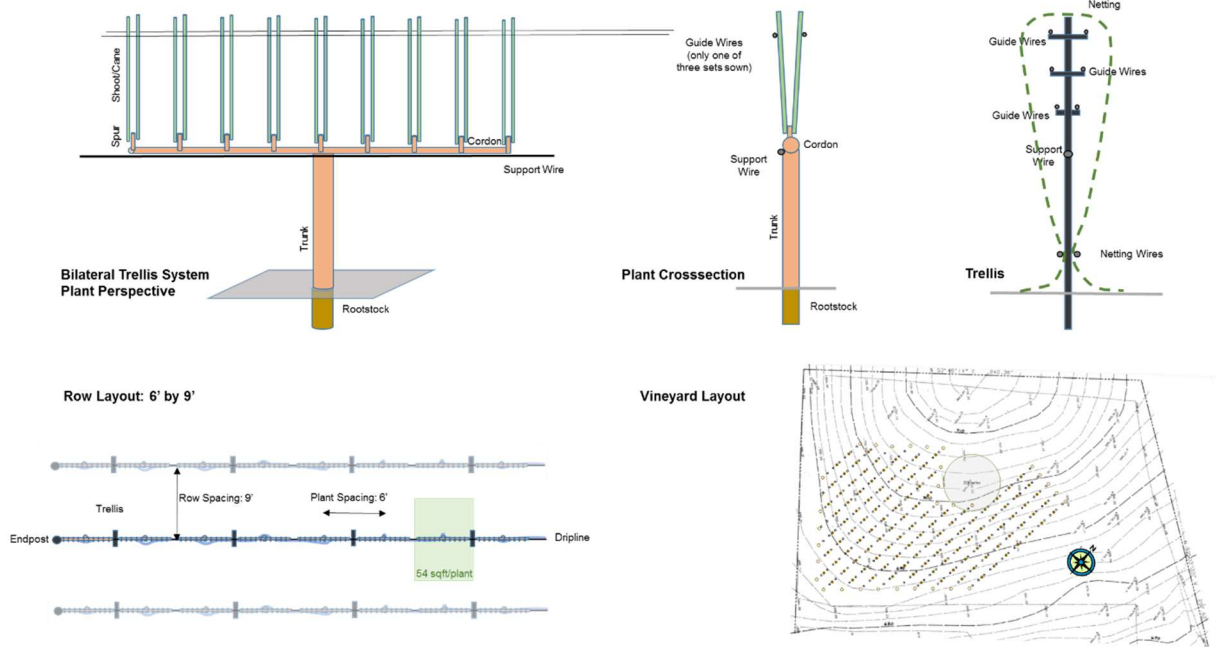 Shoot/Cane
Spur
Cordon
Support Wire
Trunk
Bilateral Trellis System
Plant Perspective
Rootstock
Guide Wires
(only one of
three sets sown)
Cordon
Support
Wire
Trunk
Plant Crosssection
Rootstock
Netting
Guide Wires
Guide Wires
Guide Wires
Support
Wire
Netting Wires
Trellis
Row Layout: 6’ by 9’
Row Spacing: 9’
Plant Spacing: 6’
Trellis
Endpost
Dripline
54 sqft/plant
Vineyard Layout
N